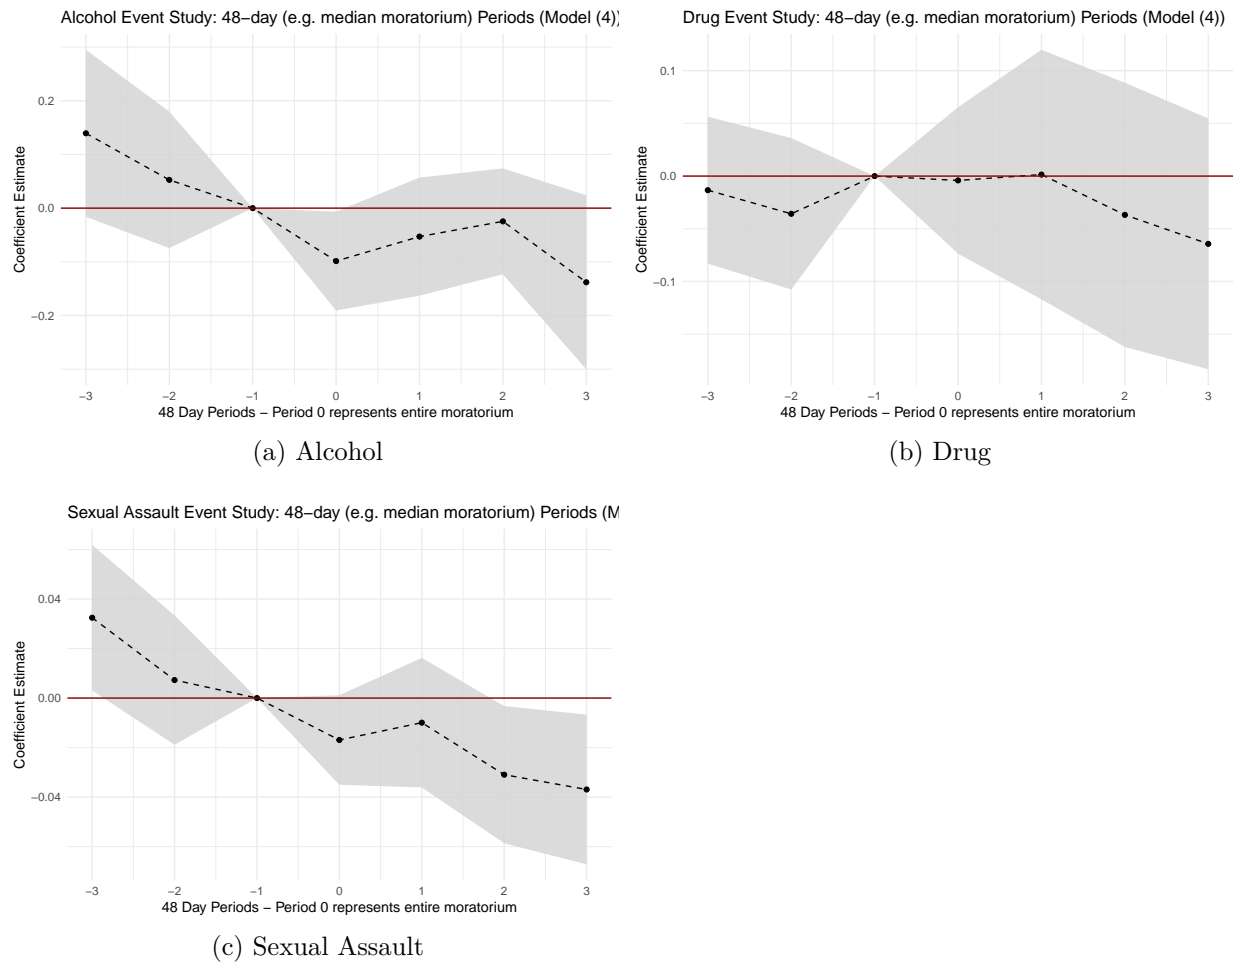 Alcohol Event Study: 48−day (e.g. median moratorium) Periods (Model (4))
Coefficient Estimate
0.2
0.0
−0.2
−3 −2 −1 0 1 2 3
48 Day Periods − Period 0 represents entire moratorium
(a) Alcohol
Drug Event Study: 48−day (e.g. median moratorium) Periods (Model (4))
Coefficient Estimate
0.1
0.0
−0.1
−3 −2 −1 0 1 2 3
48 Day Periods − Period 0 represents entire moratorium
(b) Drug
Sexual Assault Event Study: 48−day (e.g. median moratorium) Periods (M
Coefficient Estimate
0.04
0.00
−0.04
−3 −2 −1 0 1 2 3
48 Day Periods − Period 0 represents entire moratorium
(c) Sexual Assault